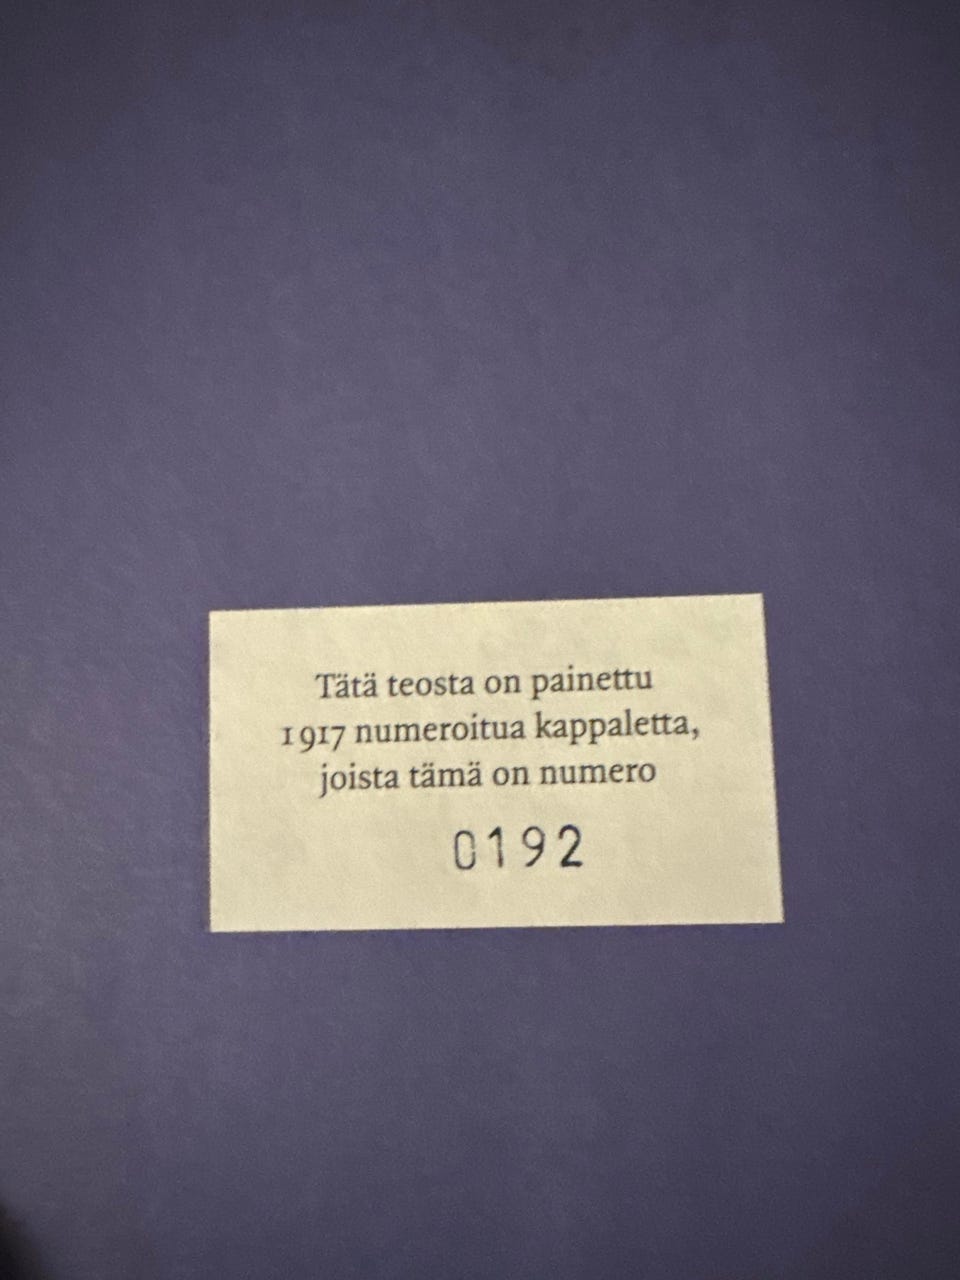 Tätä teosta on painettu
1917 numeroitua kappaletta,
joista tämä on numero
0192